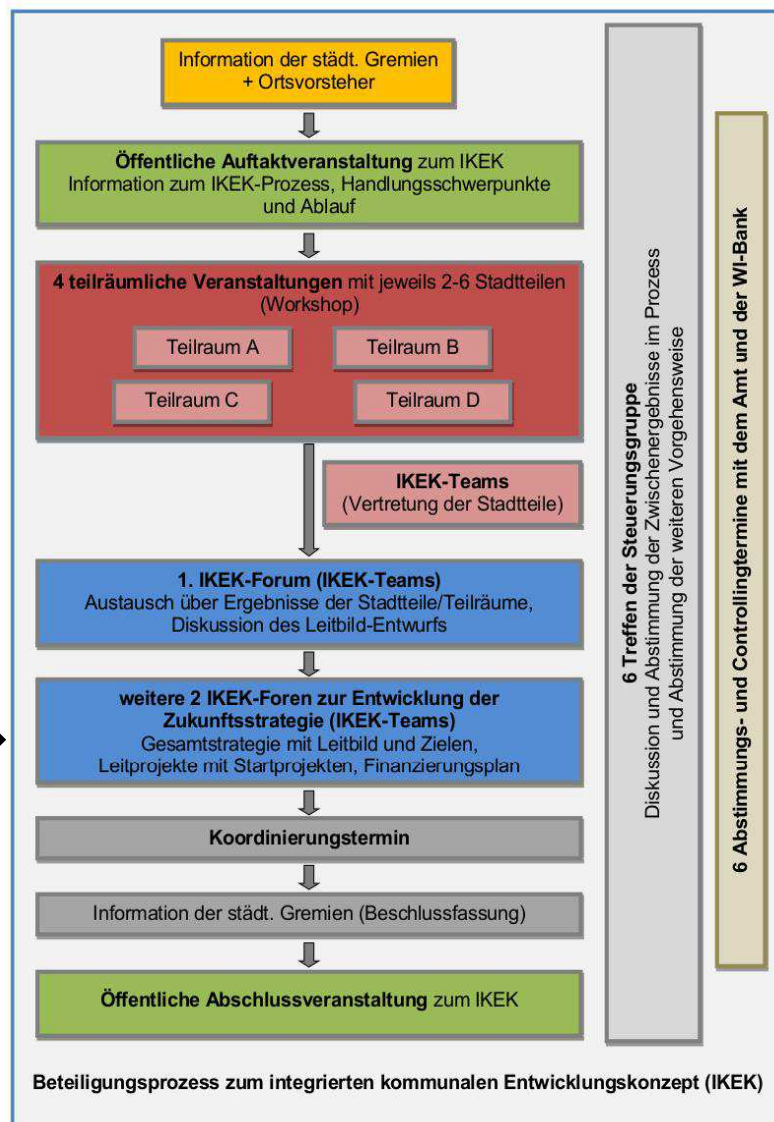 Information der städt. Gremien
+ Ortsvorsteher
Öffentliche Auftaktveranstaltung zum IKEK
Information zum IKEK-Prozess, Handlungsschwerpunkte
und Ablauf
4 teilräumliche Veranstaltungen mit jeweils 2-6 Stadtteilen
(Workshop)
Teilraum A
Teilraum B
Teilraum C
Teilraum D
IKEK-Teams
(Vertretung der Stadtteile)
1. IKEK-Forum (IKEK-Teams)
Austausch über Ergebnisse der Stadtteile/Teilräume,
Diskussion des Leitbild-Entwurfs
weitere 2 IKEK-Foren zur Entwicklung der
Zukunftsstrategie (IKEK-Teams)
Gesamtstrategie mit Leitbild und Zielen,
Leitprojekte mit Startprojekten, Finanzierungsplan
Koordinierungstermin
Information der städt. Gremien (Beschlussfassung)
Öffentliche Abschlussveranstaltung zum IKEK
6 Treffen der Steuerungsgruppe
Diskussion und Abstimmung der Zwischenergebnisse im Prozess
und Abstimmung der weiteren Vorgehensweise
6 Abstimmungs- und Controllingtermine mit dem Amt und der WI-Bank
Beteiligungsprozess zum integrierten kommunalen Entwicklungskonzept (IKEK)